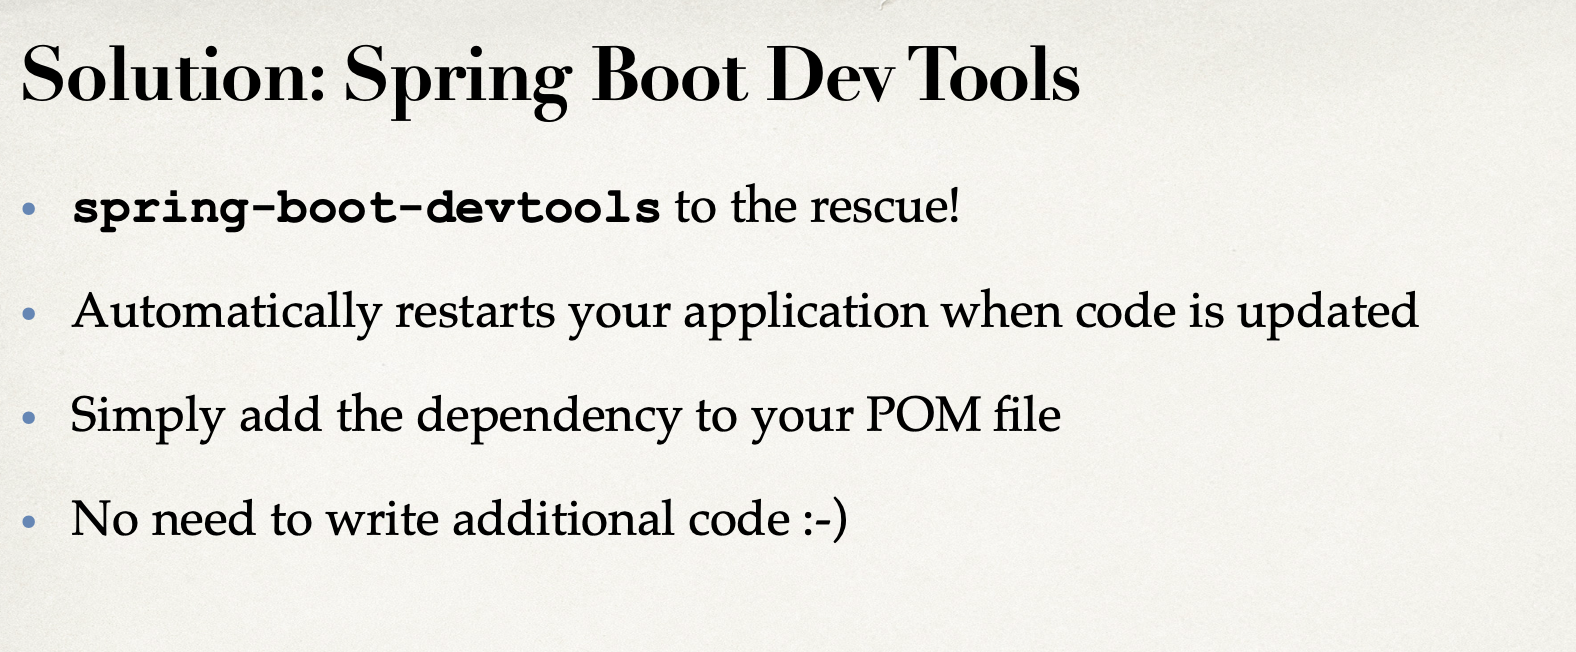 Solution: Spring Boot Dev Tools
• spring-boot-devtools to the rescue!
• Automatically restarts your application when code is updated
• Simply add the dependency to your POM file
• No need to write additional code :-)